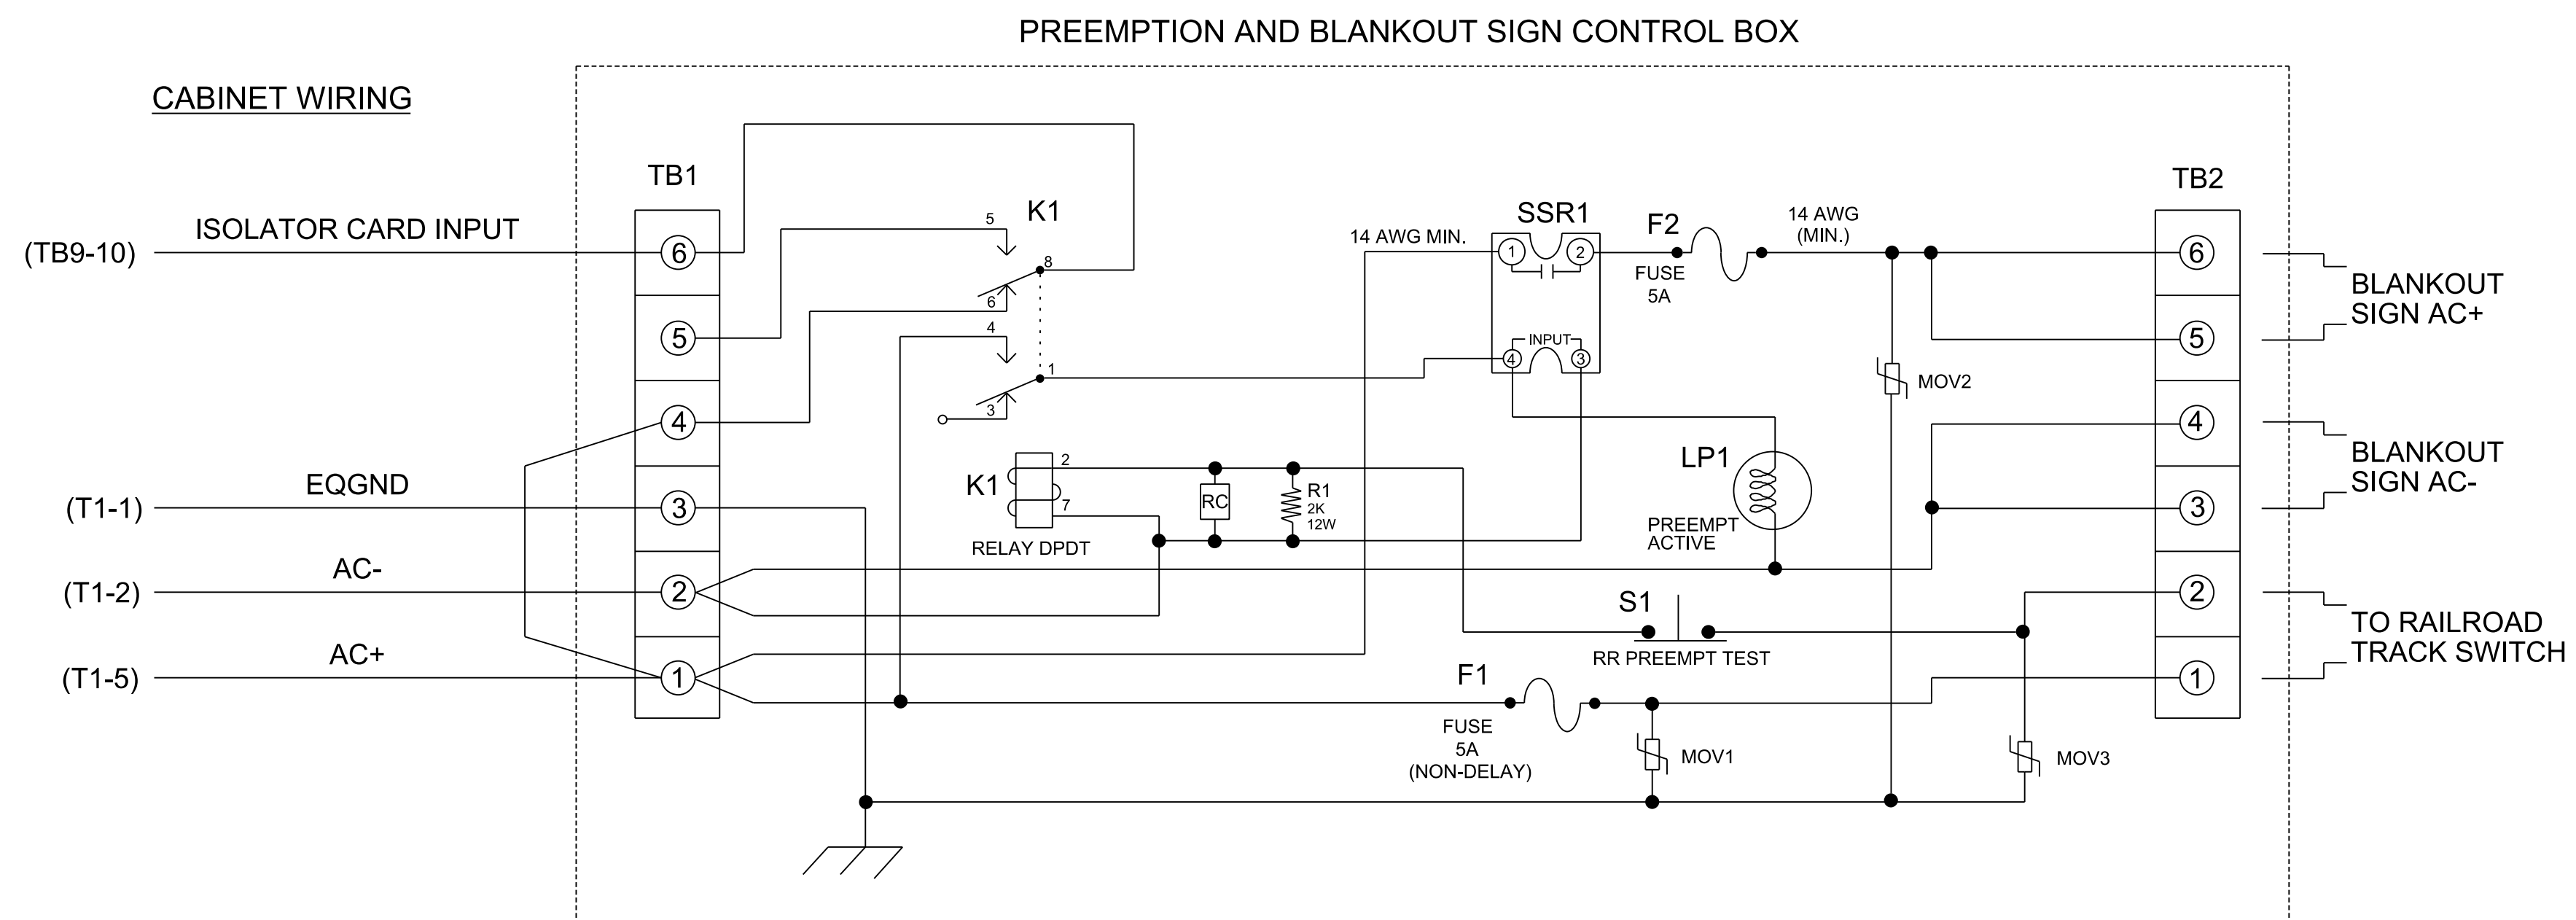 PREEMPTION AND BLANKOUT SIGN CONTROL BOX
CABINET WIRING
(TB9-10)
ISOLATOR CARD INPUT
(T1-1)
EQGND
(T1-2)
AC-
(T1-5)
AC+
TB1
6
5
4
3
2
1
K1
5
8
6
4
1
3
K1
2
7
RELAY DPDT
RC
R1
2K
12W
14 AWG MIN.
SSR1
1
2
INPUT
4
3
F2
FUSE
5A
14 AWG
(MIN.)
MOV2
LP1
PREEMPT
ACTIVE
S1
RR PREEMPT TEST
F1
FUSE
5A
(NON-DELAY)
MOV1
MOV3
TB2
6
5
4
3
2
1
BLANKOUT
SIGN AC+
BLANKOUT
SIGN AC-
TO RAILROAD
TRACK SWITCH